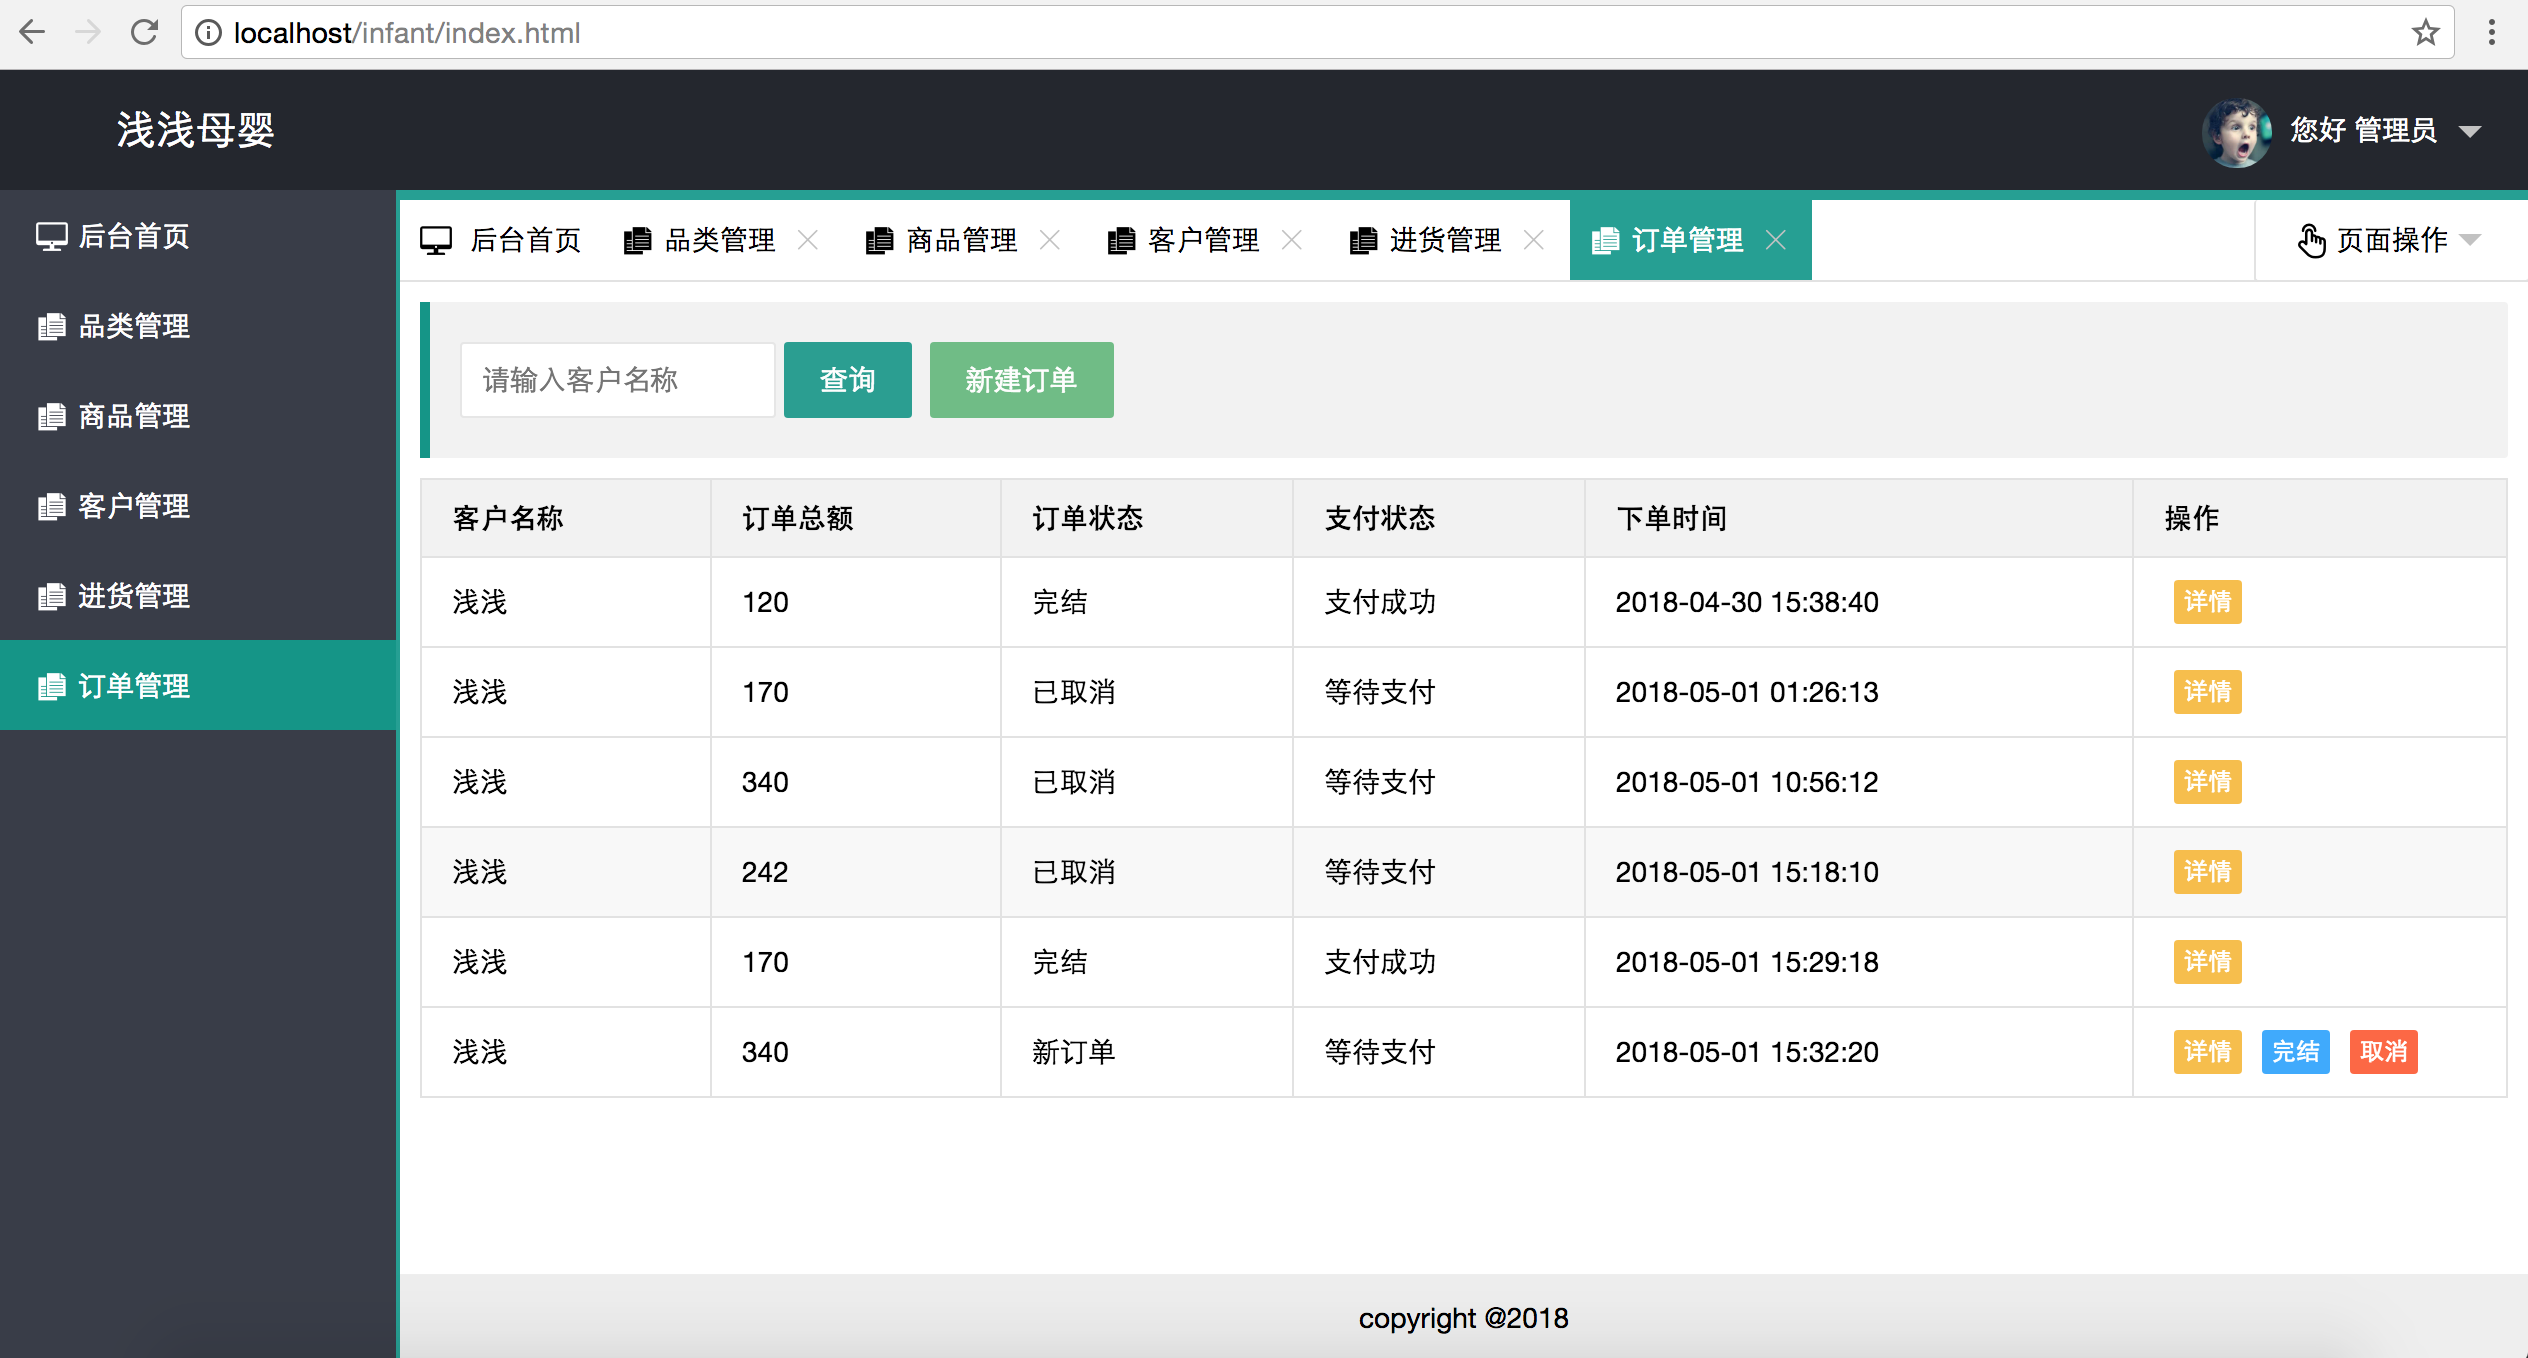 localhost/infant/index.html
浅浅母婴
您好 管理员
后台首页
品类管理
商品管理
客户管理
进货管理
订单管理
后台首页 品类管理 商品管理 客户管理 进货管理 订单管理 页面操作
请输入客户名称 查询 新建订单
客户名称 订单总额 订单状态 支付状态 下单时间 操作
浅浅 120 完结 支付成功 2018-04-30 15:38:40 详情
浅浅 170 已取消 等待支付 2018-05-01 01:26:13 详情
浅浅 340 已取消 等待支付 2018-05-01 10:56:12 详情
浅浅 242 已取消 等待支付 2018-05-01 15:18:10 详情
浅浅 170 完结 支付成功 2018-05-01 15:29:18 详情
浅浅 340 新订单 等待支付 2018-05-01 15:32:20 详情 完结 取消
copyright @2018